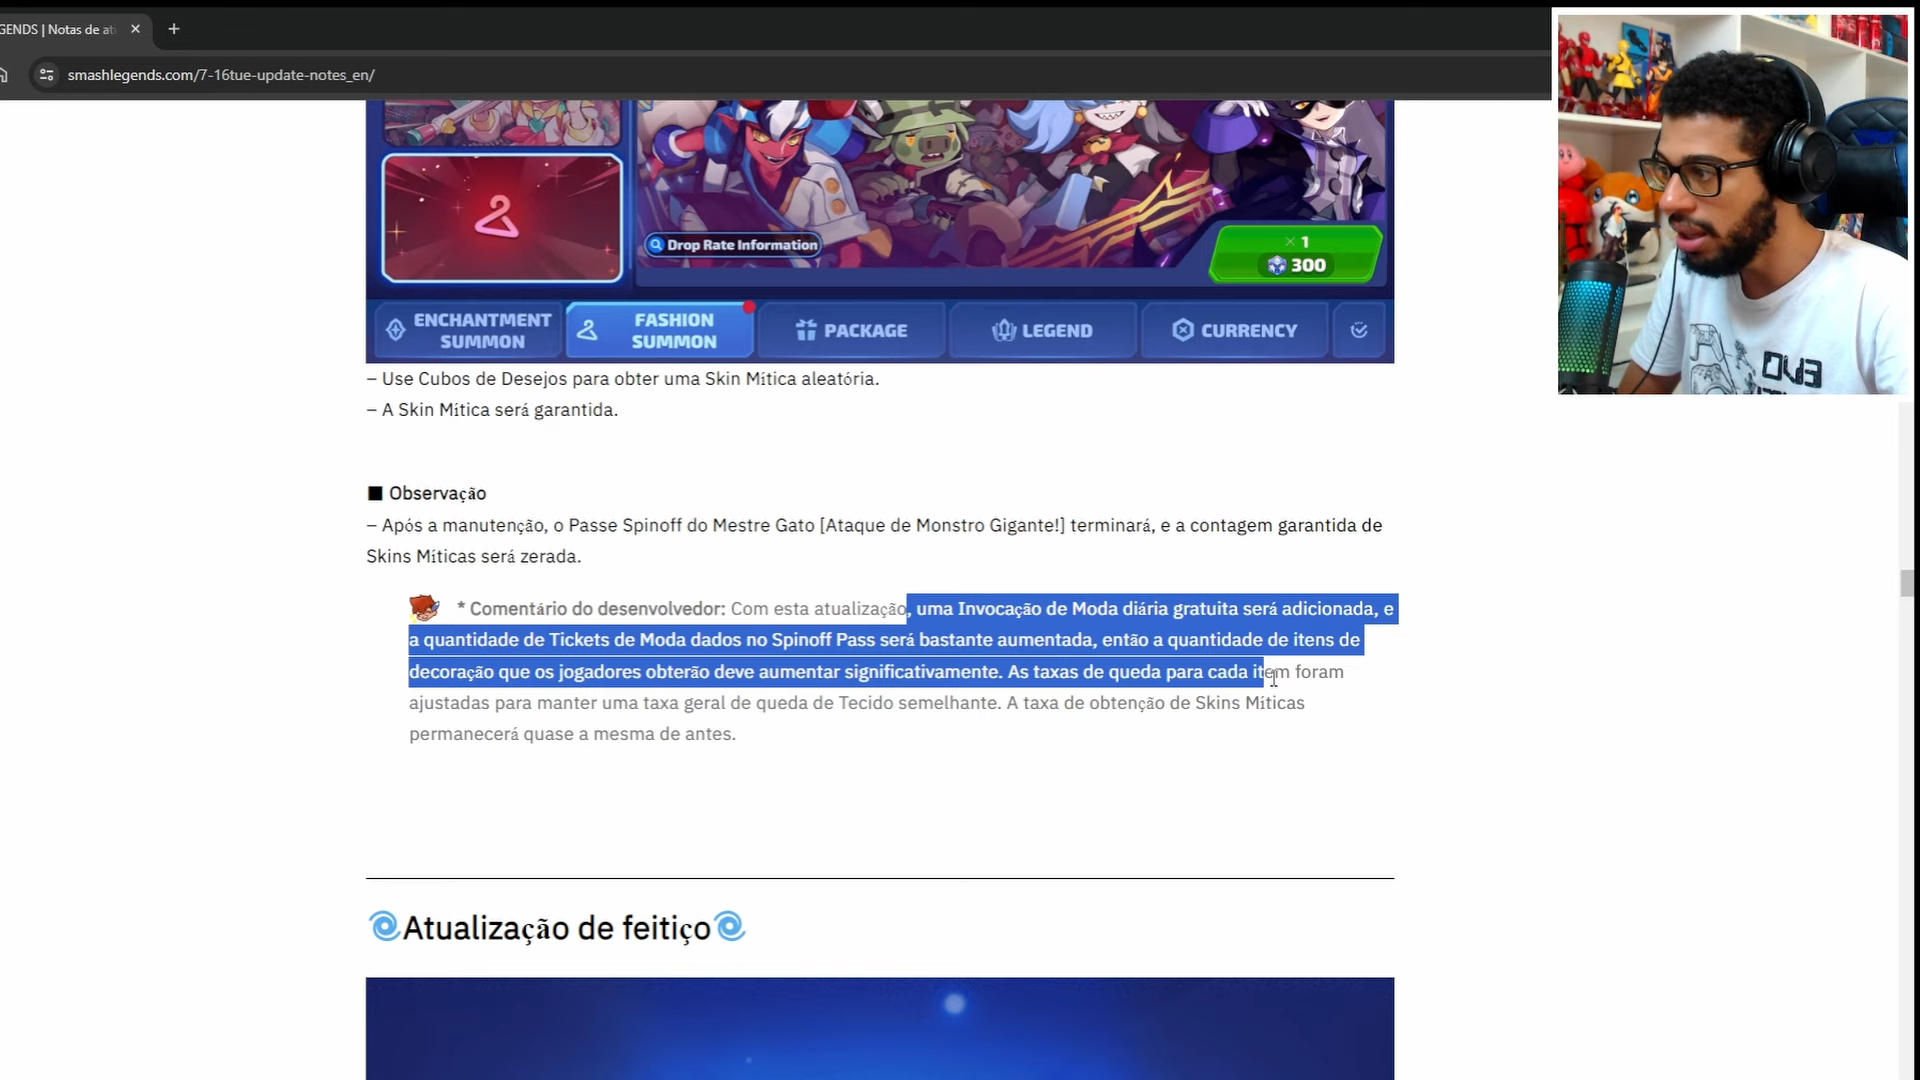 GENDS | Notas de at
smashlegends.com/7-16tue-update-notes_en/
Drop Rate Information
× 1
300
ENCHANTMENT SUMMON
FASHION SUMMON
PACKAGE
LEGEND
CURRENCY
– Use Cubos de Desejos para obter uma Skin Mítica aleatória.
– A Skin Mítica será garantida.
■ Observação
– Após a manutenção, o Passe Spinoff do Mestre Gato [Ataque de Monstro Gigante!] terminará, e a contagem garantida de
Skins Míticas será zerada.
* Comentário do desenvolvedor: Com esta atualização, uma Invocação de Moda diária gratuita será adicionada, e
a quantidade de Tickets de Moda dados no Spinoff Pass será bastante aumentada, então a quantidade de itens de
decoração que os jogadores obterão deve aumentar significativamente. As taxas de queda para cada item foram
ajustadas para manter uma taxa geral de queda de Tecido semelhante. A taxa de obtenção de Skins Míticas
permanecerá quase a mesma de antes.
Atualização de feitiço